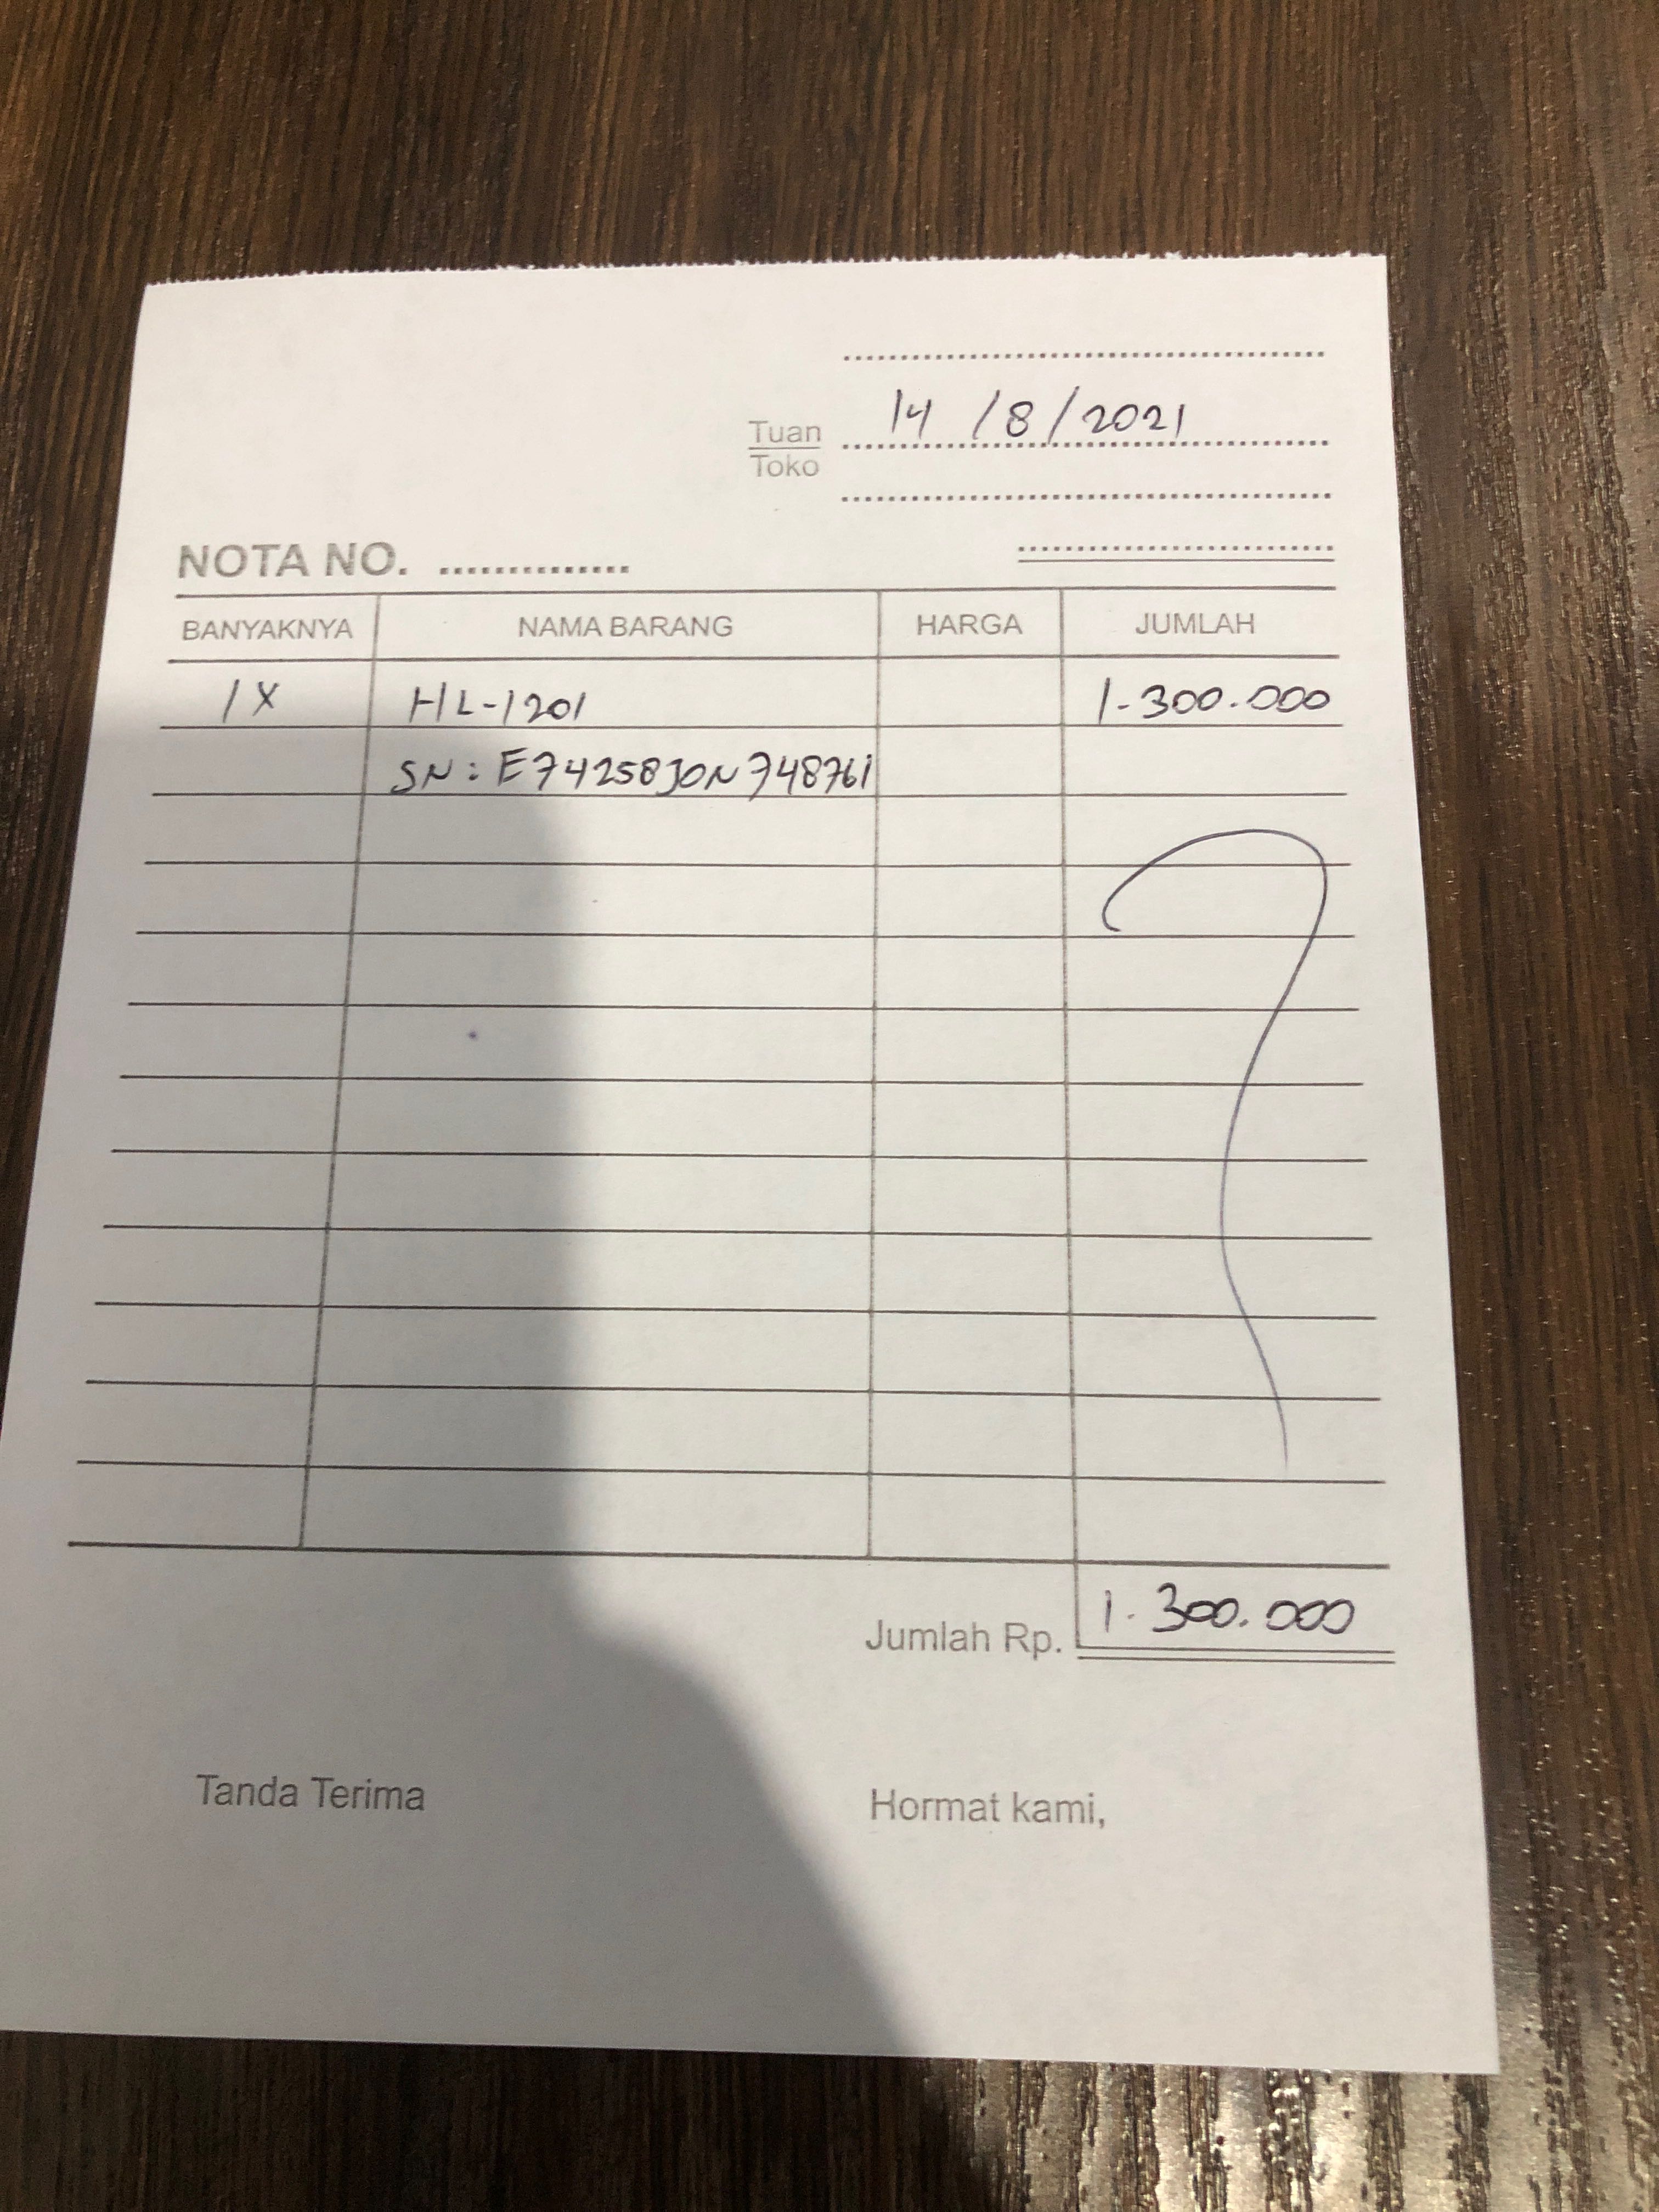 14 /8/2021
Tuan
Toko
NOTA NO. ..............
BANYAKNYA NAMA BARANG HARGA JUMLAH
1X HL-1201 1.300.000
SN: E74258J0N748761
Jumlah Rp. 1.300.000
Tanda Terima Hormat kami,